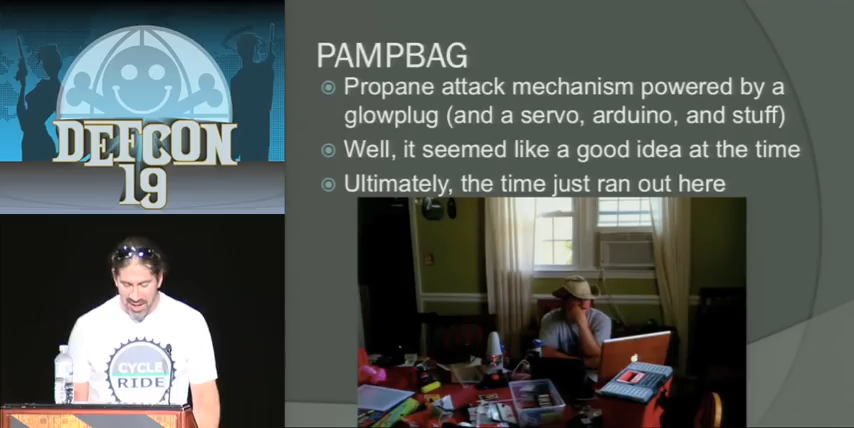 DEFCON
19
PAMPBAG
Propane attack mechanism powered by a
glowplug (and a servo, arduino, and stuff)
Well, it seemed like a good idea at the time
Ultimately, the time just ran out here
CYCLE
RIDE